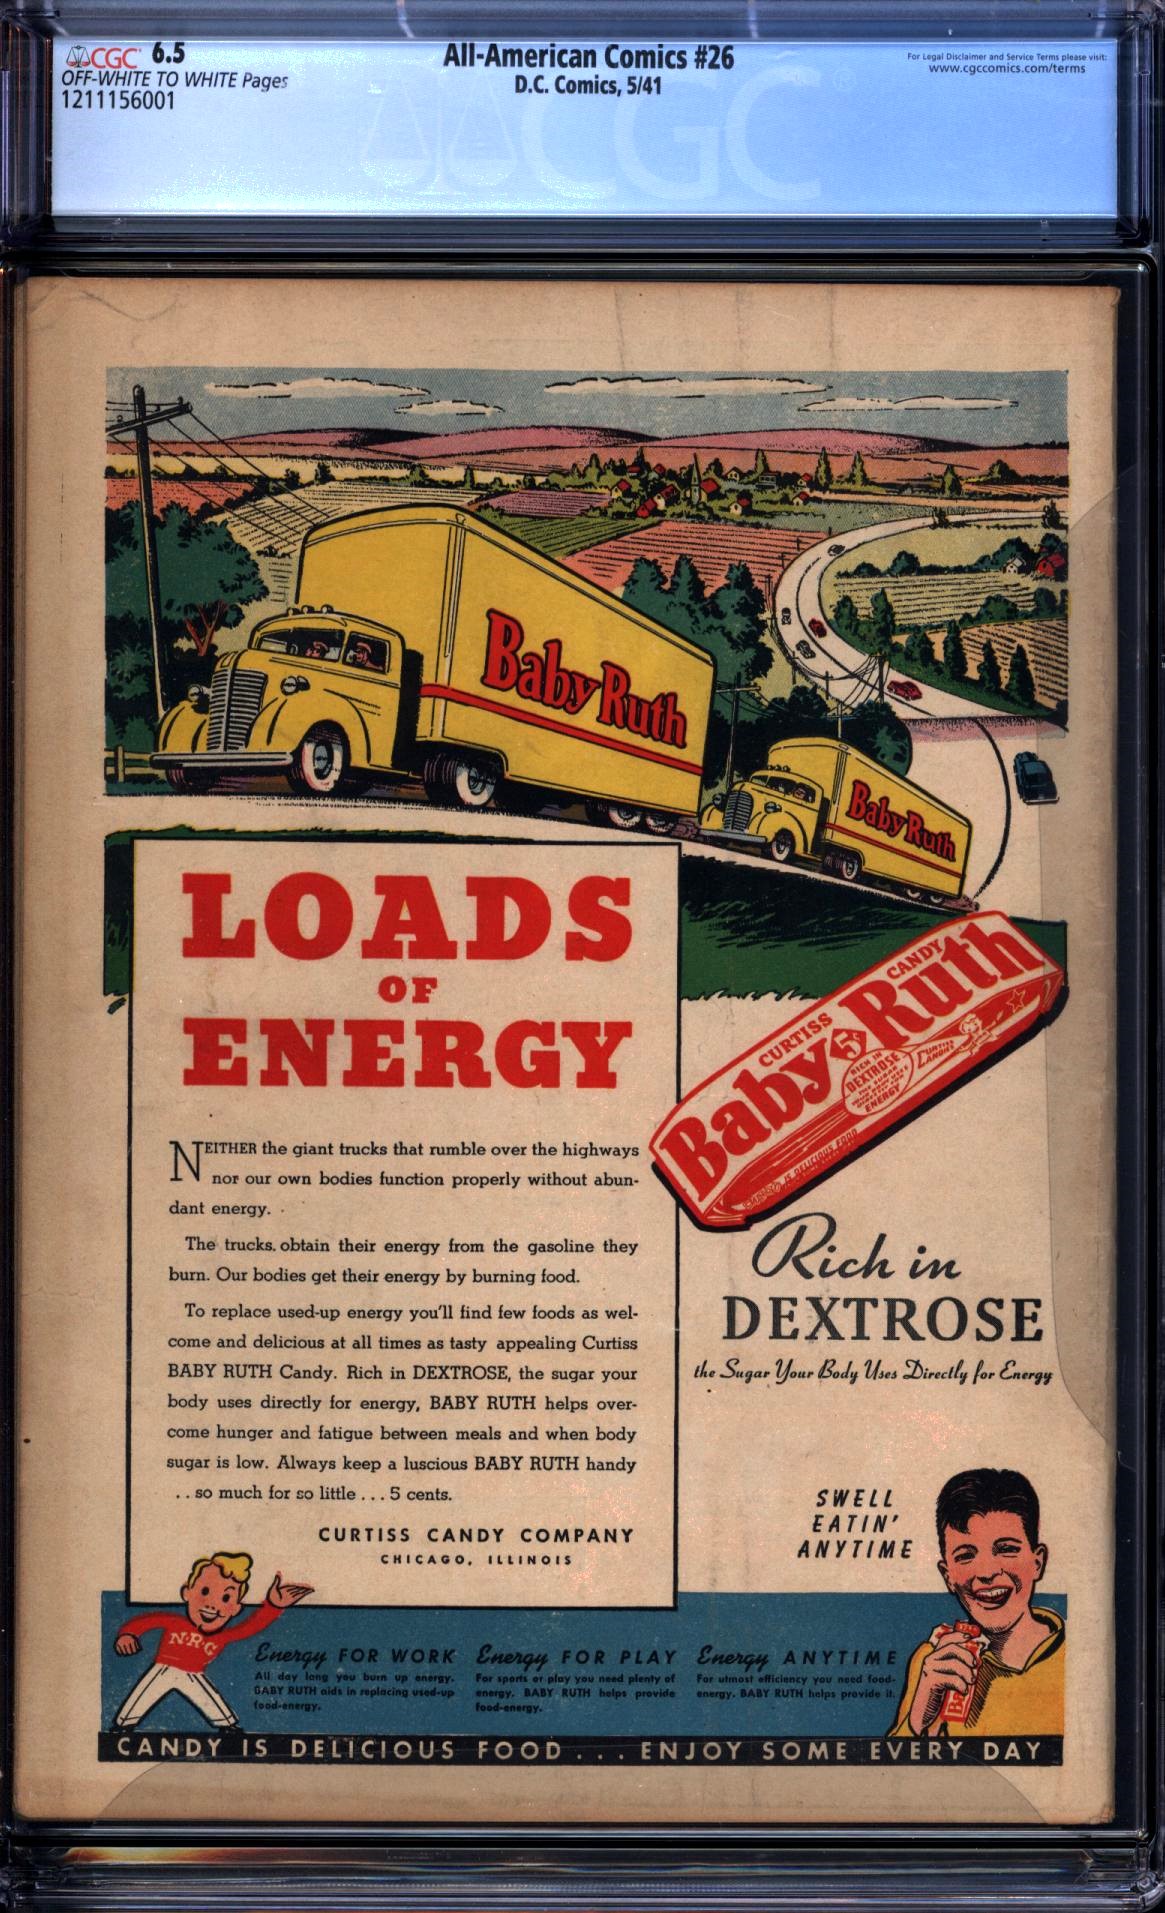 CGC 6.5
OFF-WHITE TO WHITE Pages
1211156001
All-American Comics #26
D.C. Comics, 5/41
For Legal Disclaimer and Service Terms please visit:
www.cgccomics.com/terms
CGC
Baby Ruth
Baby Ruth
LOADS
OF
ENERGY
NEITHER the giant trucks that rumble over the highways
nor our own bodies function properly without abun-
dant energy.
The trucks obtain their energy from the gasoline they
burn. Our bodies get their energy by burning food.
To replace used-up energy you'll find few foods as wel-
come and delicious at all times as tasty appealing Curtiss
BABY RUTH Candy. Rich in DEXTROSE, the sugar your
body uses directly for energy, BABY RUTH helps over-
come hunger and fatigue between meals and when body
sugar is low. Always keep a luscious BABY RUTH handy
.. so much for so little ... 5 cents.
CURTISS CANDY COMPANY
CHICAGO, ILLINOIS
CURTISS
CANDY
Baby Ruth
5¢
RICH IN
DEXTROSE
ENERGY
Rich in
DEXTROSE
the Sugar Your Body Uses Directly for Energy
SWELL
EATIN'
ANYTIME
N-R-G
Energy FOR WORK
All day long you burn up energy.
BABY RUTH aids in replacing used-up
food-energy.
Energy FOR PLAY
For sports or play you need plenty of
energy. BABY RUTH helps provide
food-energy.
Energy ANYTIME
For utmost efficiency you need food-
energy. BABY RUTH helps provide it.
CANDY IS DELICIOUS FOOD . . . ENJOY SOME EVERY DAY